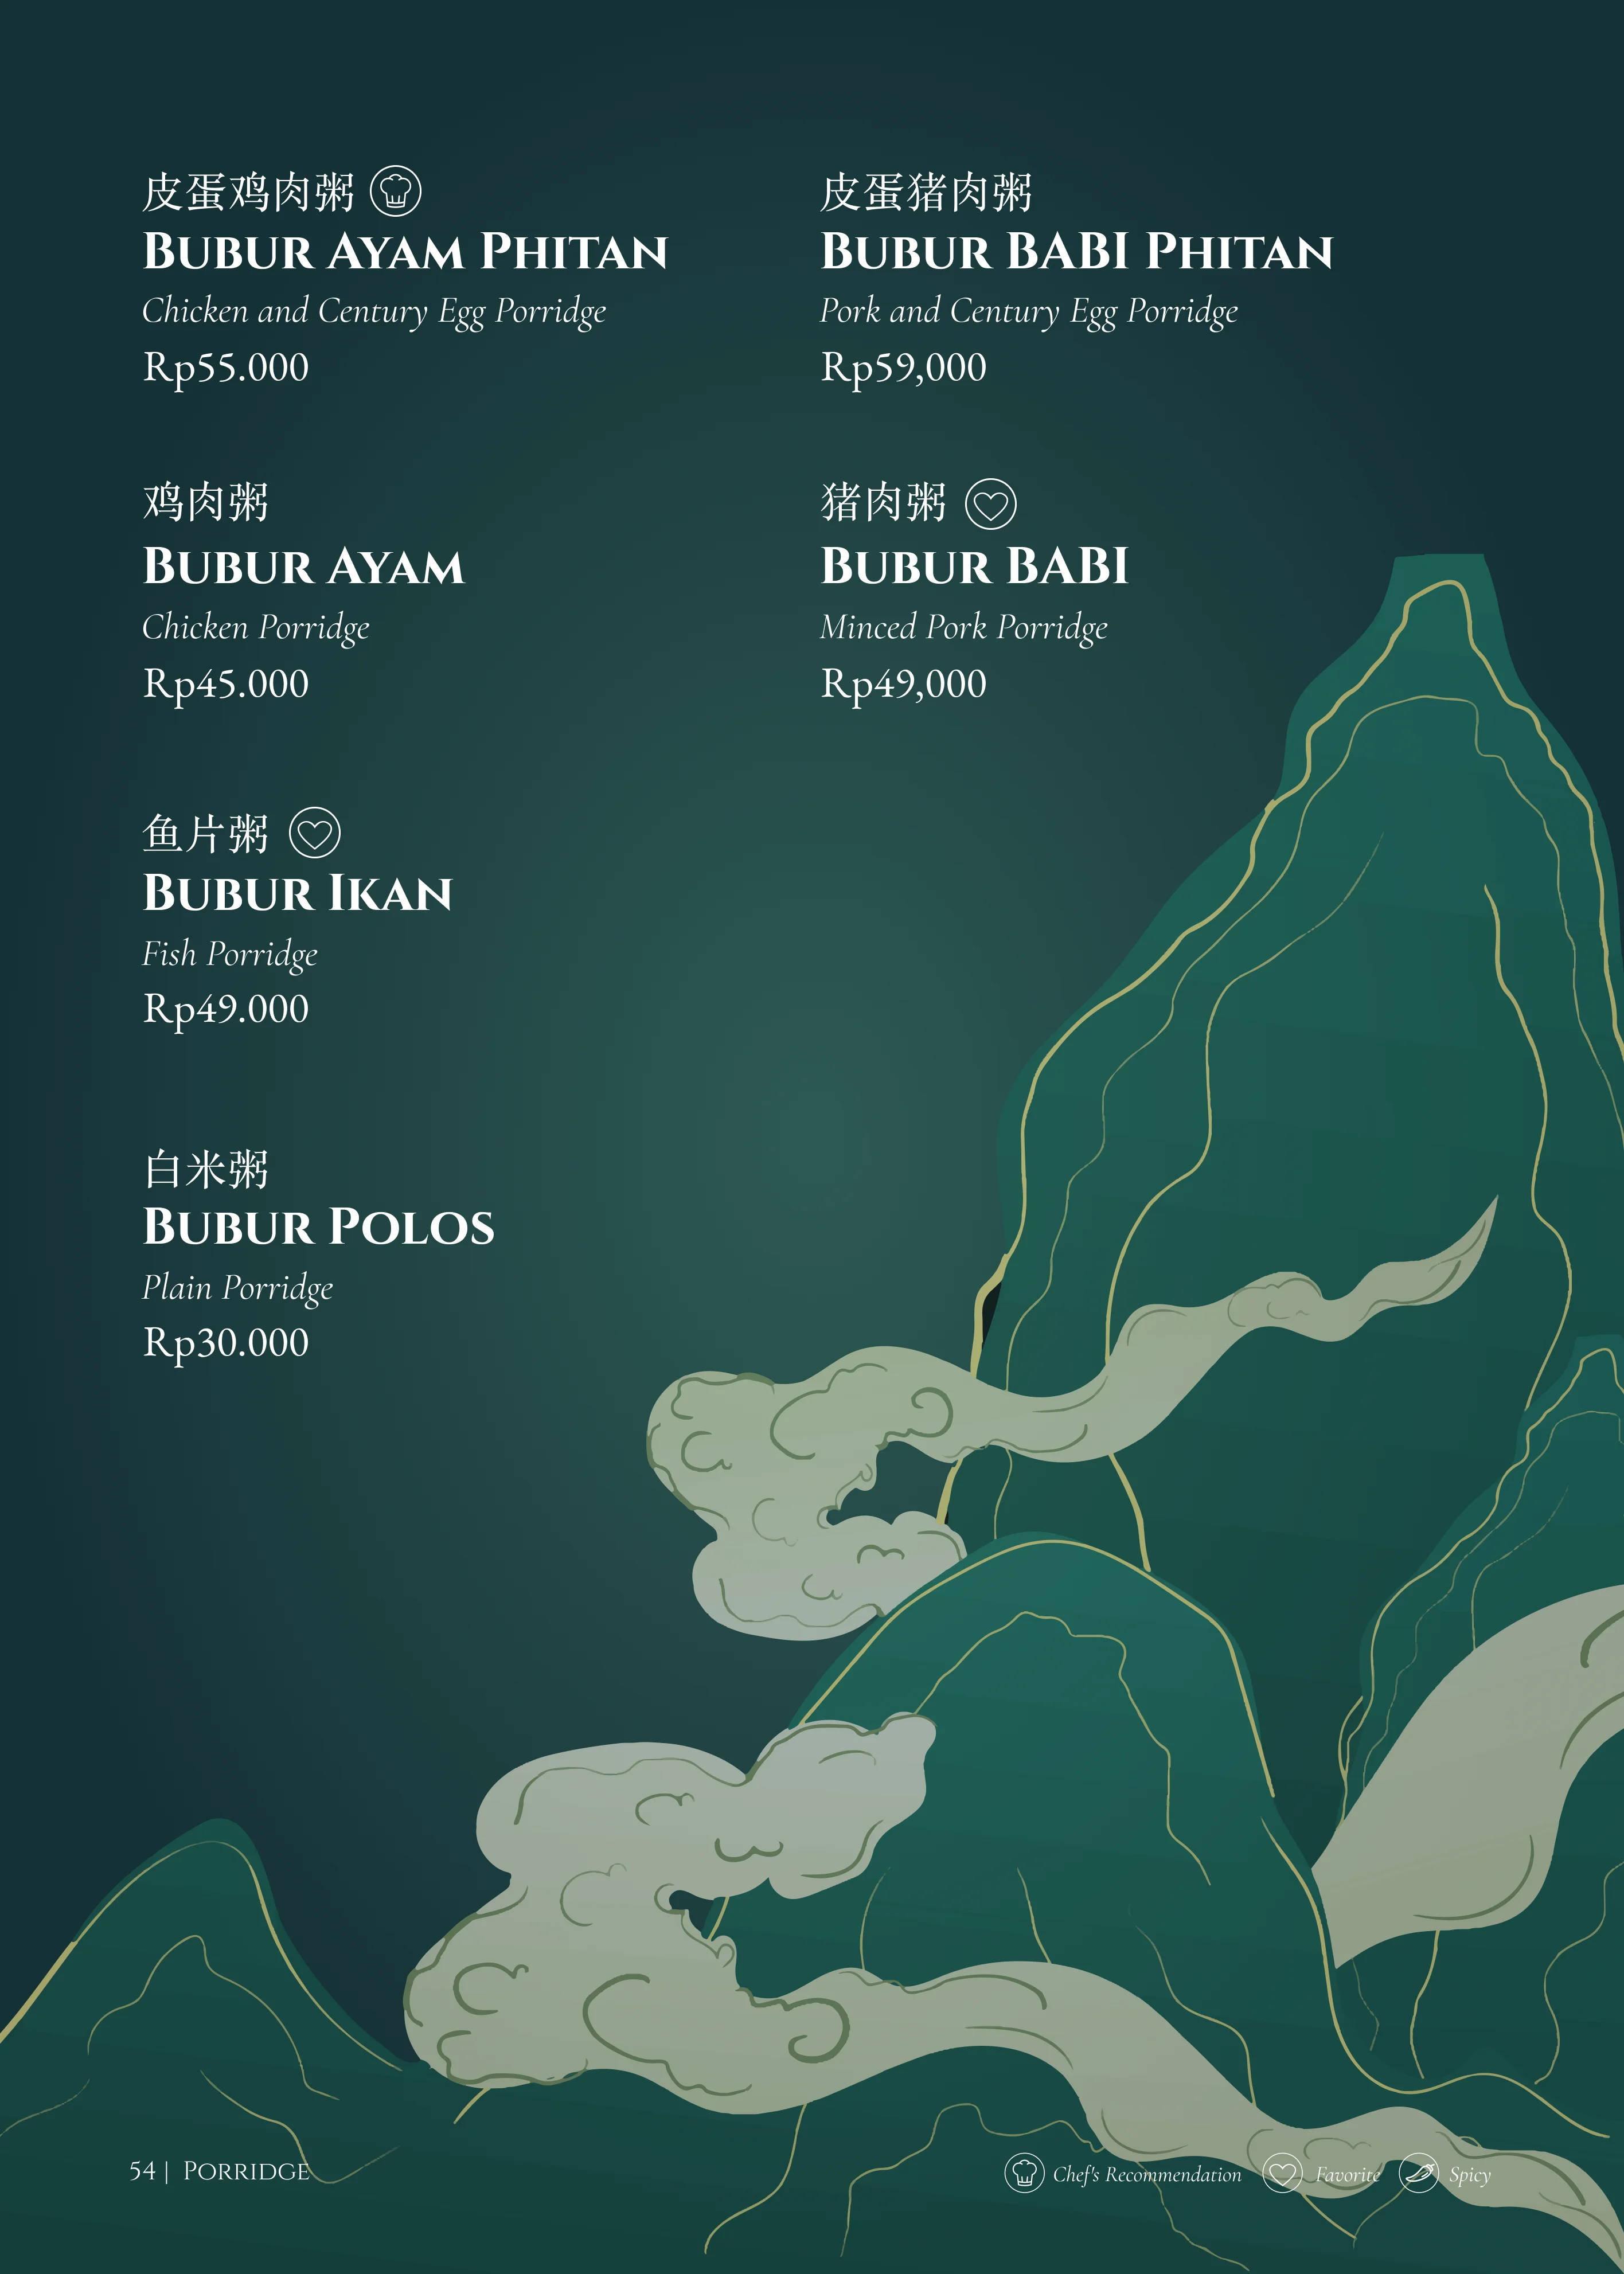 皮蛋鸡肉粥
Bubur Ayam Phitan
Chicken and Century Egg Porridge
Rp55.000
鸡肉粥
Bubur Ayam
Chicken Porridge
Rp45.000
鱼片粥
Bubur Ikan
Fish Porridge
Rp49.000
白米粥
Bubur Polos
Plain Porridge
Rp30.000
皮蛋猪肉粥
Bubur BABI Phitan
Pork and Century Egg Porridge
Rp59,000
猪肉粥
Bubur BABI
Minced Pork Porridge
Rp49,000
54 | Porridge
Chef's Recommendation Favorite Spicy